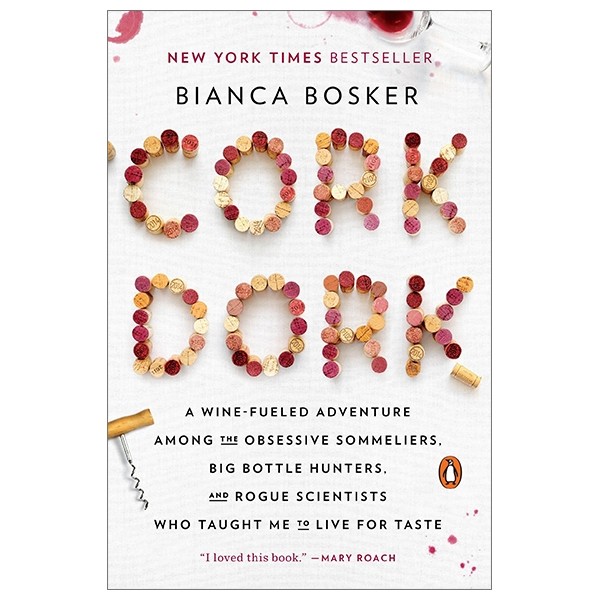 NEW YORK TIMES BESTSELLER
BIANCA BOSKER
CORK
DORK
A WINE-FUELED ADVENTURE
AMONG THE OBSESSIVE SOMMELIERS,
BIG BOTTLE HUNTERS,
AND ROGUE SCIENTISTS
WHO TAUGHT ME TO LIVE FOR TASTE
“I loved this book.” —MARY ROACH